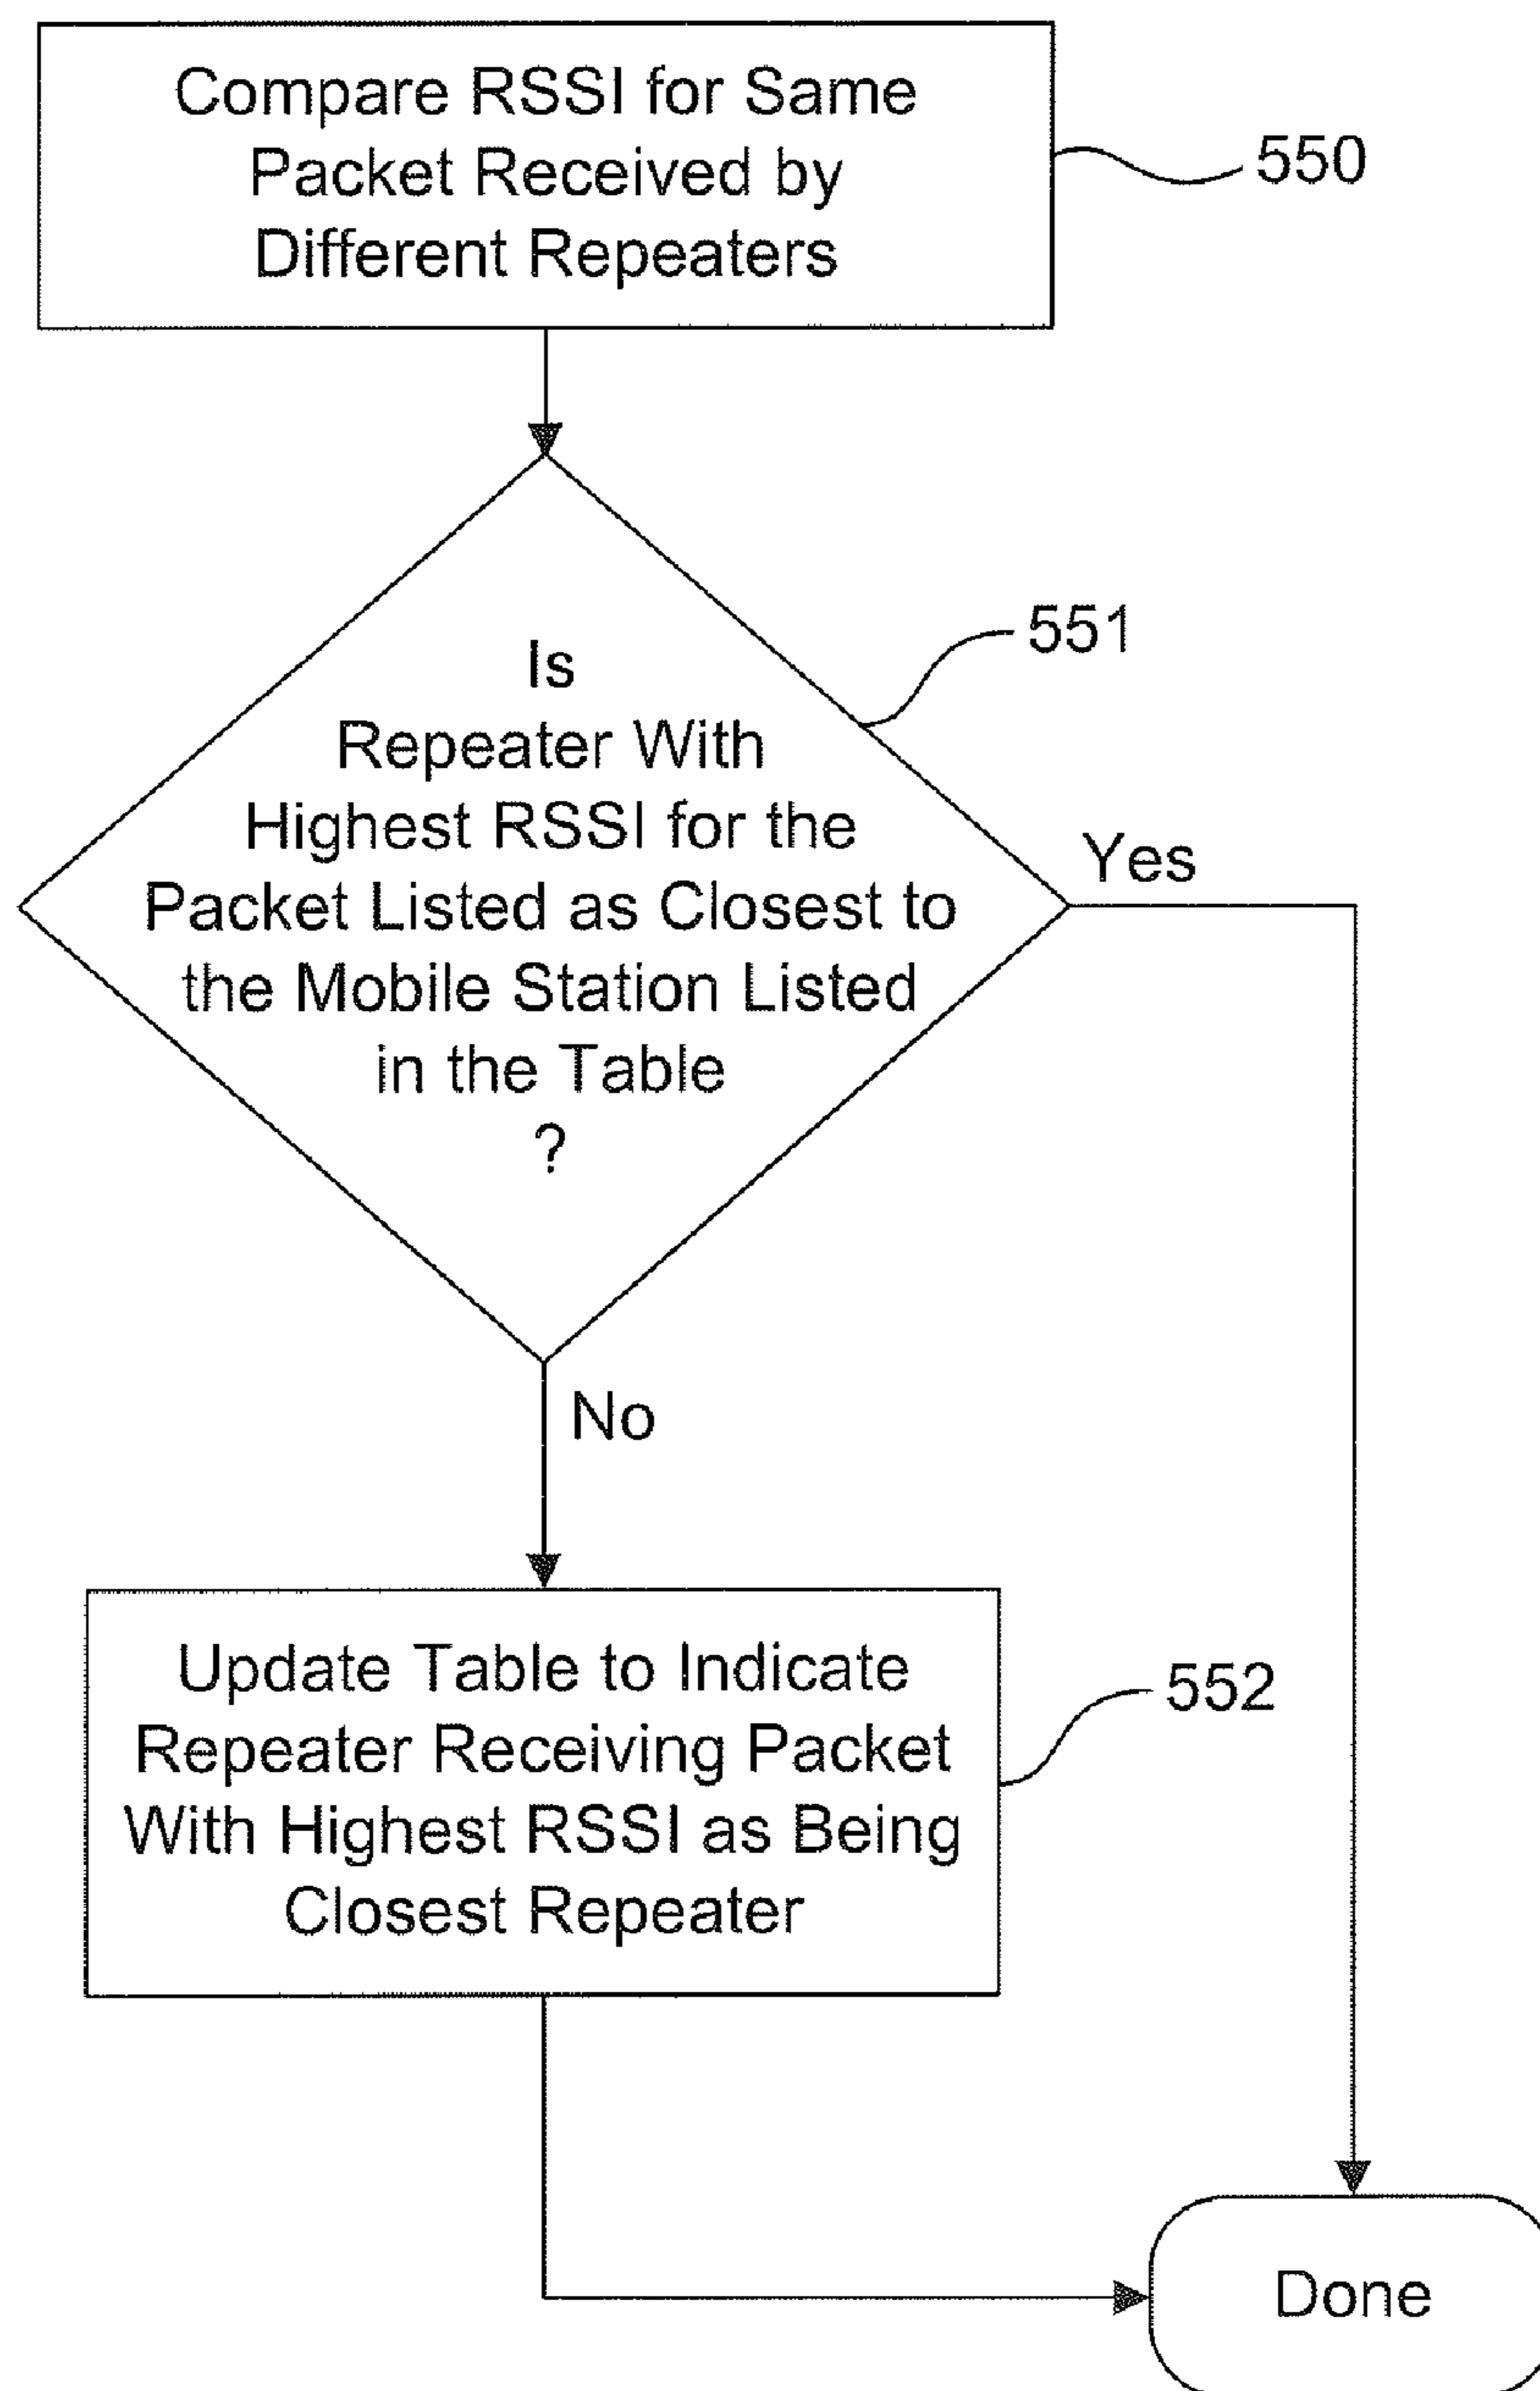 Compare RSSI for Same
Packet Received by
Different Repeaters
550
551
Is
Repeater With
Highest RSSI for the
Packet Listed as Closest to
the Mobile Station Listed
in the Table
?
Yes
No
Update Table to Indicate
Repeater Receiving Packet
With Highest RSSI as Being
Closest Repeater
552
Done